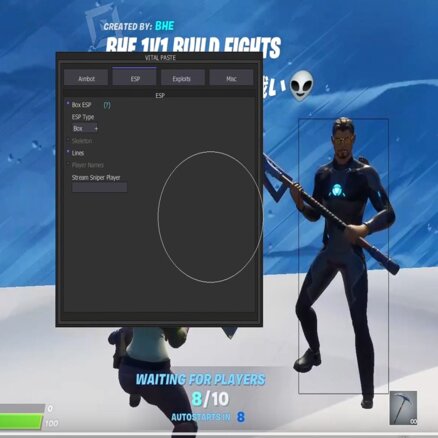 CREATED BY: BHE
BHE 1V1 BUILD FIGHTS
VITAL PASTE
Aimbot
ESP
Exploits
Misc
ESP
Box ESP (?)
ESP Type
Box
Skeleton
Lines
Player Names
Stream Sniper Player
WAITING FOR PLAYERS
8/10
AUTOSTARTS IN 8
0
100
∞